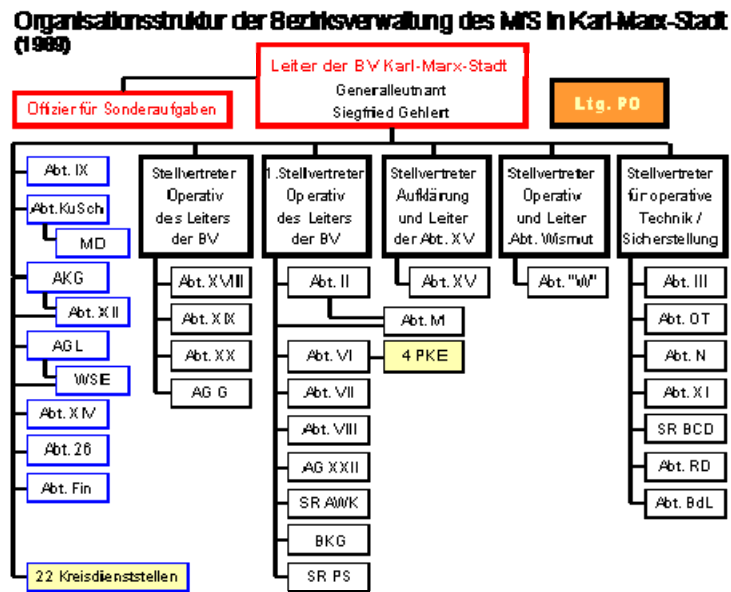 Organisationsstruktur der Bezirksverwaltung des MfS in Karl-Marx-Stadt
(1989)
Leiter der BV Karl-Marx-Stadt
Generalleutnant
Siegfried Gehlert
Offizier für Sonderaufgaben
Ltg. PO
Abt. IX
Abt.KuSch
MD
AKG
Abt. XII
AGL
WSE
Abt. XIV
Abt. 26
Abt. Fin
22 Kreisdienststellen
Stellvertreter
Operativ
des Leiters
der BV
Abt. XVIII
Abt. XIX
Abt. XX
AG G
1.Stellvertreter
Operativ
des Leiters
der BV
Abt. II
Abt. M
Abt. VI
4 PKE
Abt. VII
Abt. VIII
AG XXII
SR AWK
BKG
SR PS
Stellvertreter
Aufklärung
und Leiter
der Abt. XV
Abt. XV
Stellvertreter
Operativ
und Leiter
Abt. Wismut
Abt. "W"
Stellvertreter
für operative
Technik /
Sicherstellung
Abt. III
Abt. OT
Abt. N
Abt. XI
SR BCD
Abt. RD
Abt. BdL